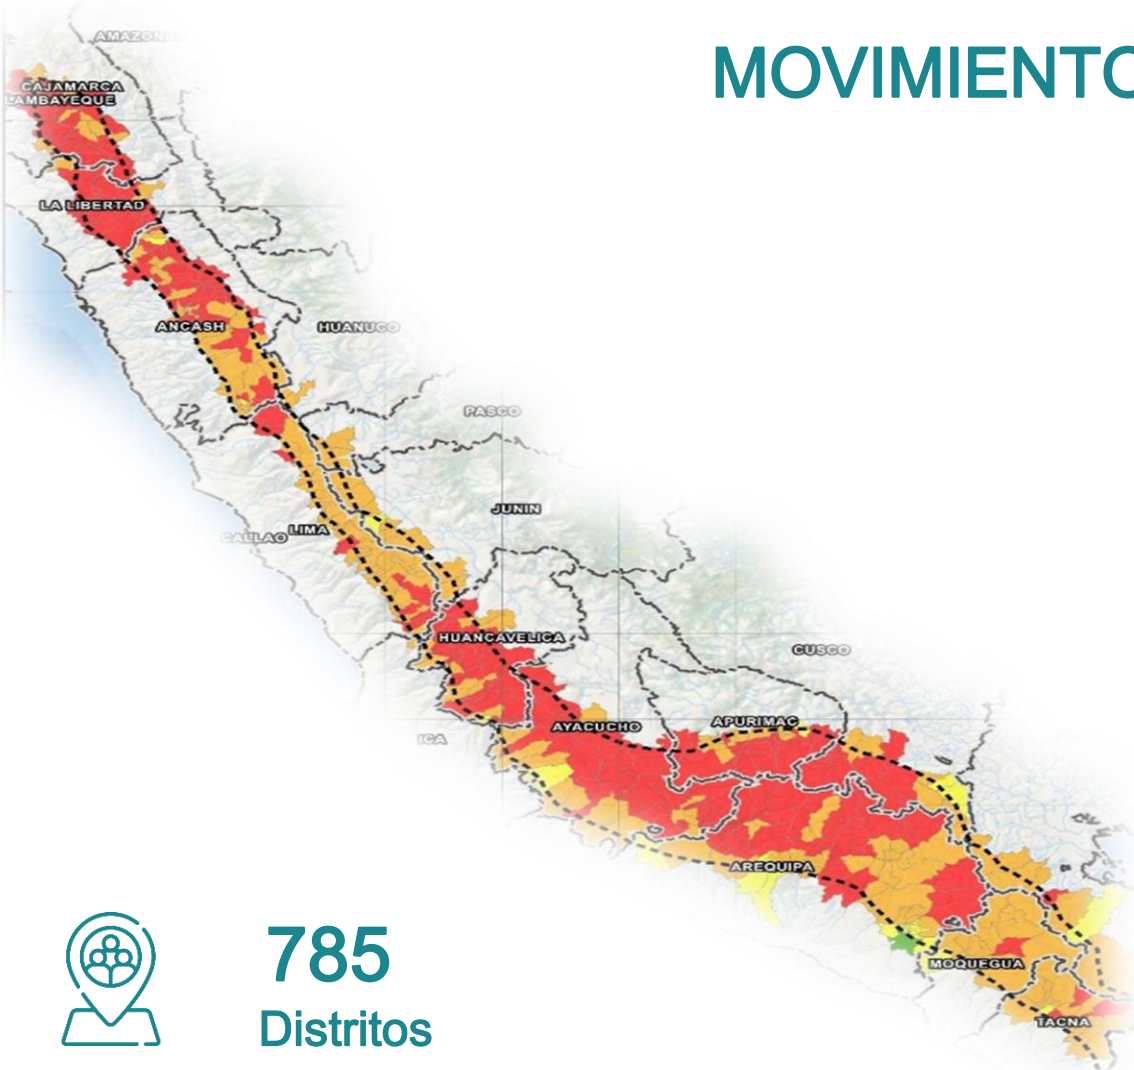 MOVIMIENTO
AMAZONA
CAJAMARCA
LAMBAYEQUE
LA LIBERTAD
ANCASH
HUANUCO
PASCO
JUNIN
CALLAO
LIMA
HUANCAVELICA
CUSCO
ICA
AYACUCHO
APURIMAC
AREQUIPA
MOQUEGUA
TACNA
785
Distritos